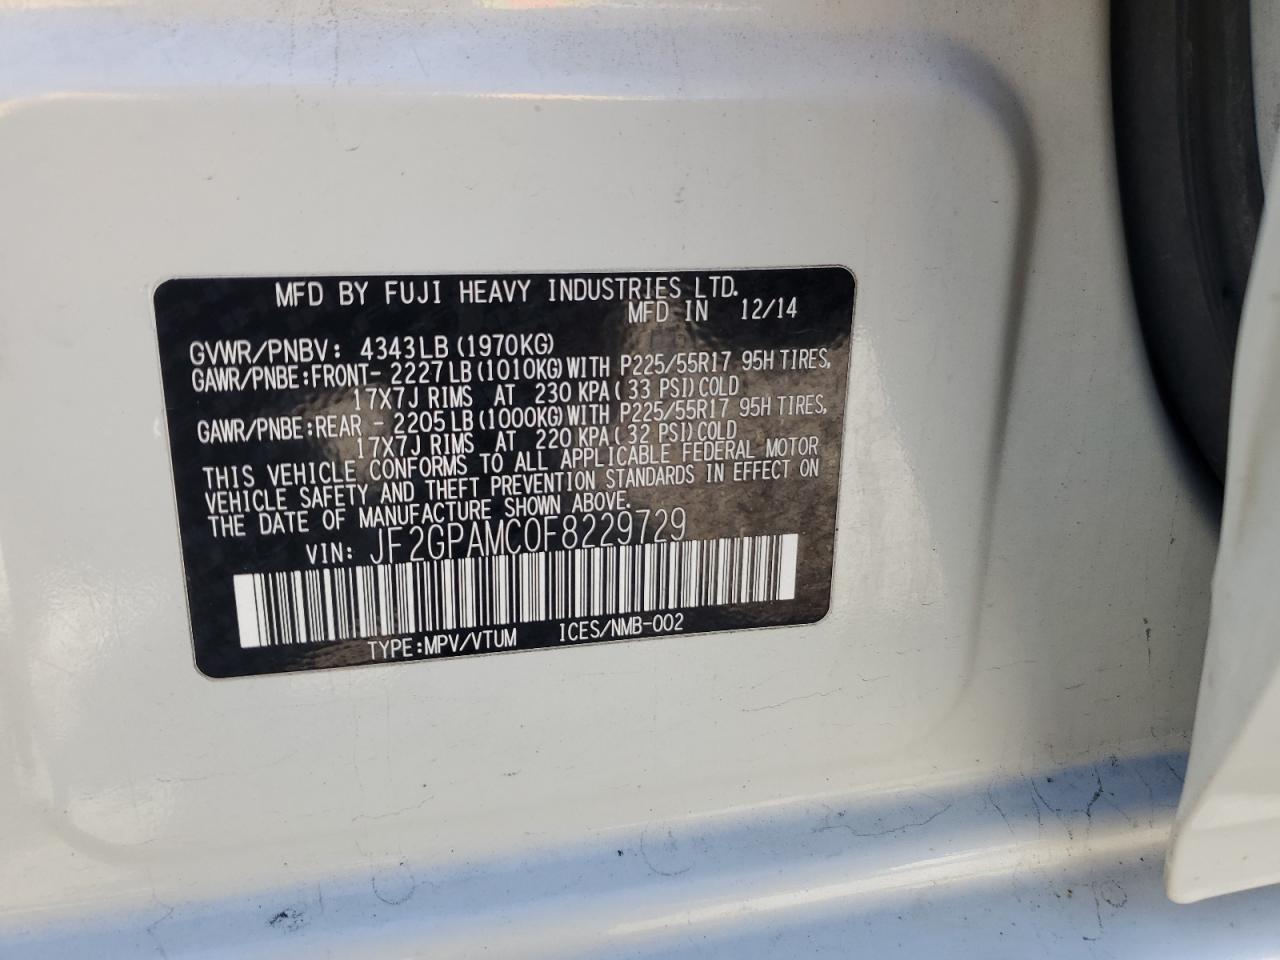 MFD BY FUJI HEAVY INDUSTRIES LTD.
MFD IN 12/14
GVWR/PNBV: 4343LB (1970KG)
GAWR/PNBE:FRONT- 2227LB (1010KG) WITH P225/55R17 95H TIRES,
17X7J RIMS AT 230 KPA( 33 PSI) COLD
GAWR/PNBE:REAR - 2205LB (1000KG) WITH P225/55R17 95H TIRES,
17X7J RIMS AT 220 KPA( 32 PSI) COLD
THIS VEHICLE CONFORMS TO ALL APPLICABLE FEDERAL MOTOR
VEHICLE SAFETY AND THEFT PREVENTION STANDARDS IN EFFECT ON
THE DATE OF MANUFACTURE SHOWN ABOVE.
VIN: JF2GPAMC0F8229729
TYPE:MPV/VTUM ICES/NMB-002